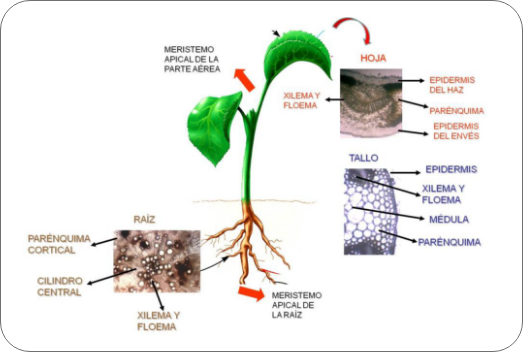 MERISTEMO
APICAL DE LA
PARTE AÉREA
HOJA
XILEMA Y
FLOEMA
EPIDERMIS
DEL HAZ
PARÉNQUIMA
EPIDERMIS
DEL ENVÉS
TALLO
EPIDERMIS
XILEMA Y
FLOEMA
MÉDULA
PARÉNQUIMA
RAÍZ
PARÉNQUIMA
CORTICAL
CILINDRO
CENTRAL
XILEMA Y
FLOEMA
MERISTEMO
APICAL DE
LA RAÍZ